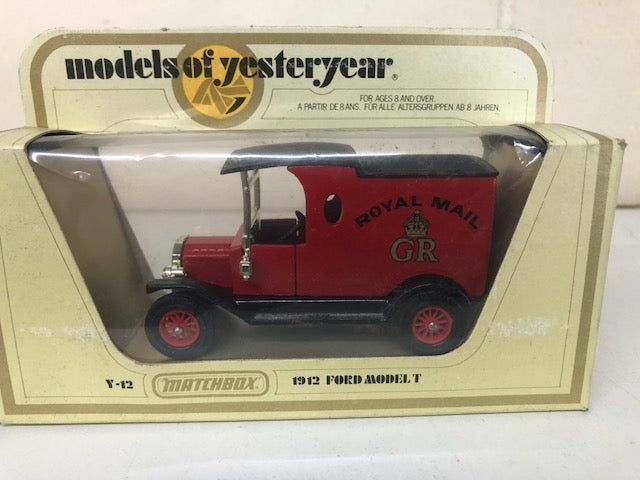 models of yesteryear®
FOR AGES 8 AND OVER.
A PARTIR DE 8 ANS. FÜR ALLE ALTERSGRUPPEN AB 8 JAHREN.
ROYAL MAIL
GR
Y-12 MATCHBOX 1912 FORD MODEL T